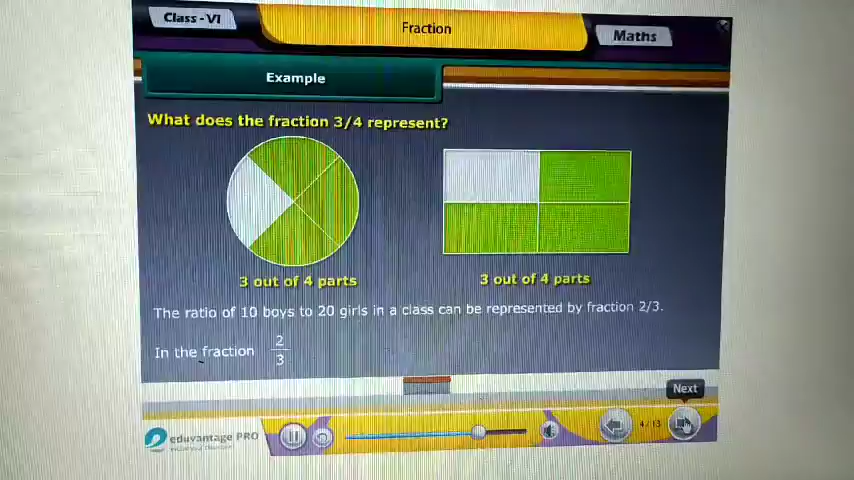 Class - VI
Fraction
Maths
Example
What does the fraction 3/4 represent?
3 out of 4 parts
3 out of 4 parts
The ratio of 10 boys to 20 girls in a class can be represented by fraction 2/3.
In the fraction 2/3
Next
eduvantage PRO
4/13